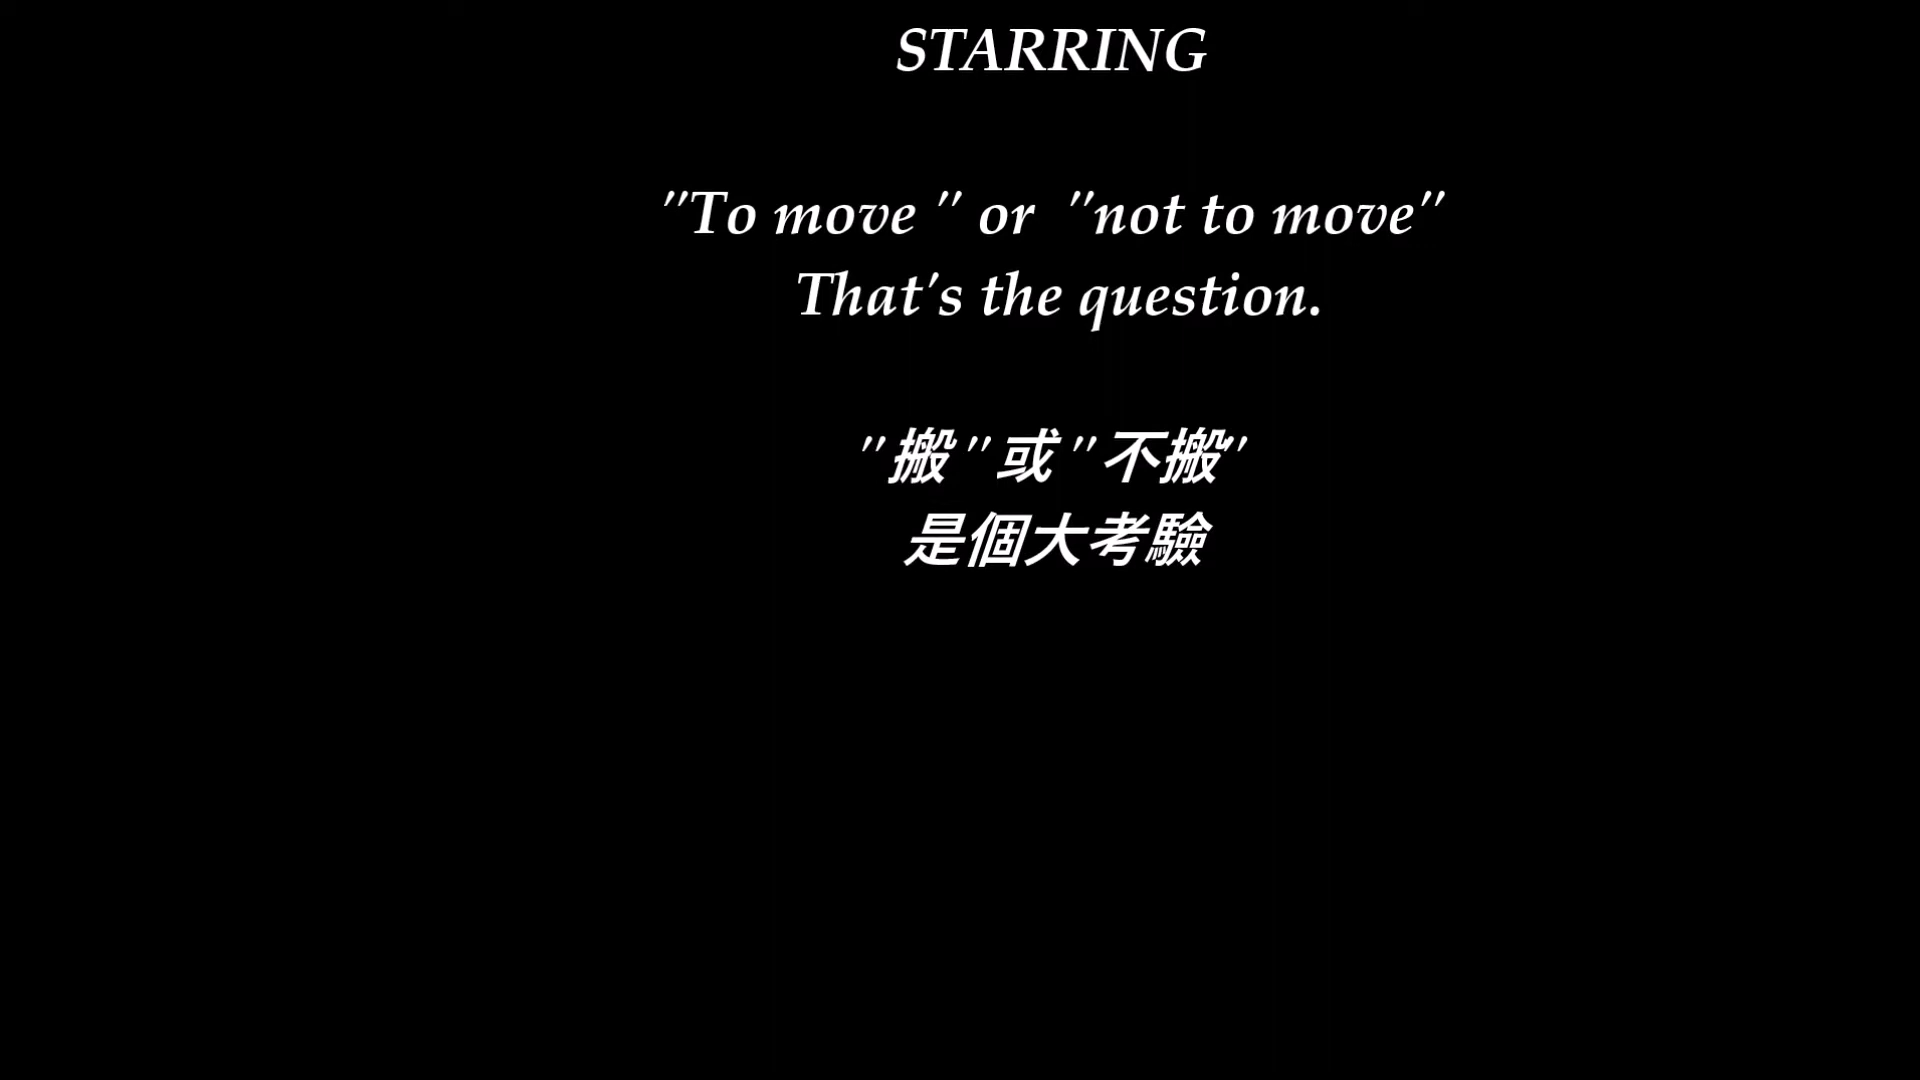 STARRING
"To move " or "not to move"
That's the question.
"搬"或"不搬"
是個大考驗